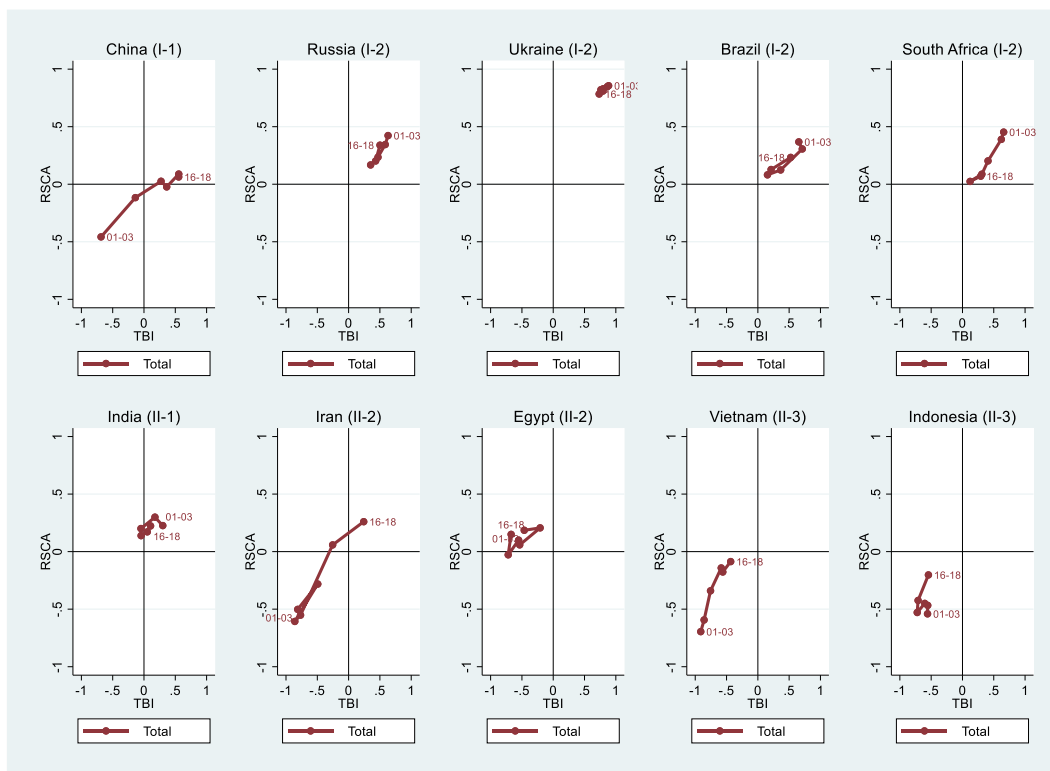 China (I-1) Russia (I-2) Ukraine (I-2) Brazil (I-2) South Africa (I-2)
1 1 1 1 1
01-03
16-18
.5 .5 .5 .5 .5
01-03 01-03 01-03
16-18 16-18
RSCA RSCA RSCA RSCA RSCA
16-18 16-18
0 0 0 0 0
01-03
-.5 -.5 -.5 -.5 -.5
-1 -1 -1 -1 -1
-1 -.5 0 .5 1 -1 -.5 0 .5 1 -1 -.5 0 .5 1 -1 -.5 0 .5 1 -1 -.5 0 .5 1
TBI TBI TBI TBI TBI
Total Total Total Total Total
India (II-1) Iran (II-2) Egypt (II-2) Vietnam (II-3) Indonesia (II-3)
1 1 1 1 1
.5 .5 .5 .5 .5
01-03 16-18 16-18
16-18 01-03
RSCA RSCA RSCA RSCA RSCA
0 0 0 0 0
16-18 16-18
-.5 -.5 -.5 -.5 -.5
01-03 01-03 01-03
-1 -1 -1 -1 -1
-1 -.5 0 .5 1 -1 -.5 0 .5 1 -1 -.5 0 .5 1 -1 -.5 0 .5 1 -1 -.5 0 .5 1
TBI TBI TBI TBI TBI
Total Total Total Total Total